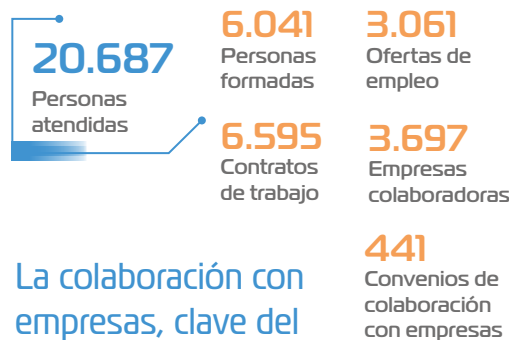 20.687
Personas
atendidas
6.041
Personas
formadas
3.061
Ofertas de
empleo
6.595
Contratos
de trabajo
3.697
Empresas
colaboradoras
441
Convenios de
colaboración
con empresas
La colaboración con
empresas, clave del